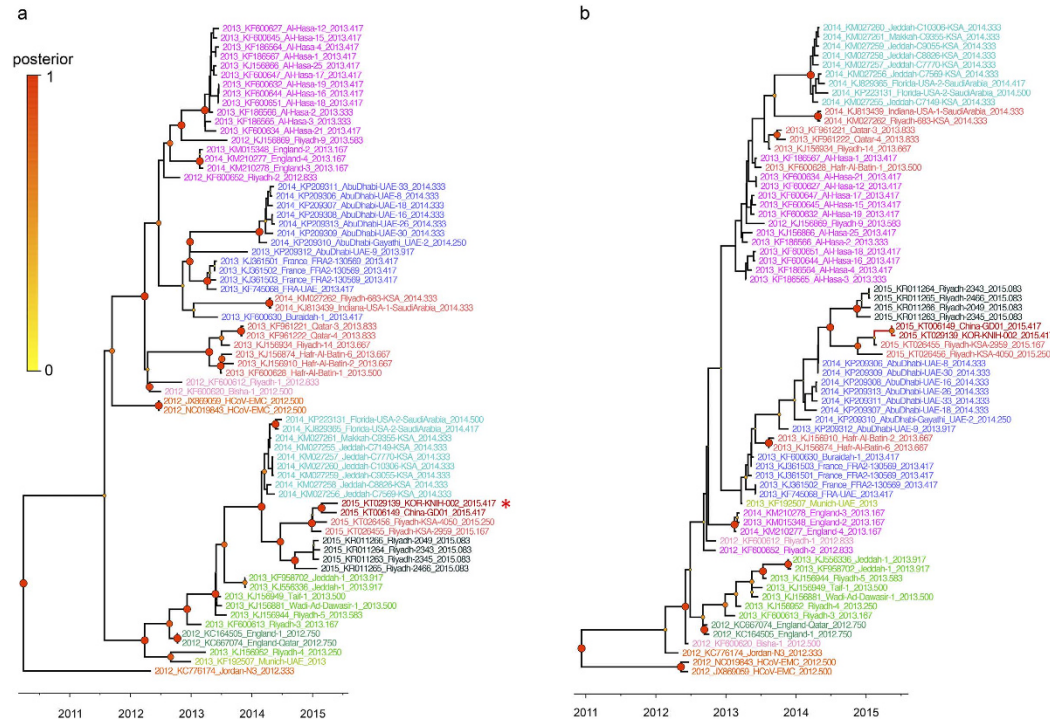 a
posterior
1
0
2013_KF600627_Al-Hasa-12_2013.417
2013_KF600645_Al-Hasa-15_2013.417
2013_KF186564_Al-Hasa-4_2013.417
2013_KF186567_Al-Hasa-1_2013.417
2013_KJ156866_Al-Hasa-25_2013.417
2013_KF600647_Al-Hasa-17_2013.417
2013_KF600632_Al-Hasa-19_2013.417
2013_KF600644_Al-Hasa-16_2013.417
2013_KF600651_Al-Hasa-18_2013.417
2013_KF186566_Al-Hasa-2_2013.333
2013_KF186565_Al-Hasa-3_2013.333
2013_KF600634_Al-Hasa-21_2013.417
2012_KJ156869_Riyadh-9_2013.583
2013_KM015348_England-2_2013.167
2014_KM210277_England-4_2013.167
2014_KM210278_England-3_2013.167
2012_KF600652_Riyadh-2_2012.833
2014_KP209311_AbuDhabi-UAE-33_2014.333
2014_KP209306_AbuDhabi-UAE-8_2014.333
2014_KP209307_AbuDhabi-UAE-18_2014.333
2014_KP209308_AbuDhabi-UAE-16_2014.333
2014_KP209313_AbuDhabi-UAE-26_2014.333
2014_KP209309_AbuDhabi-UAE-30_2014.333
2014_KP209310_AbuDhabi-Gayathi_UAE-2_2014.250
2013_KP209312_AbuDhabi-UAE-9_2013.917
2013_KJ361501_France_FRA2-130569_2013.417
2013_KJ361502_France_FRA2-130569_2013.417
2013_KJ361503_France_FRA2-130569_2013.417
2013_KF745068_FRA-UAE_2013.417
2014_KM027262_Riyadh-683-KSA_2014.333
2014_KJ813439_Indiana-USA-1-SaudiArabia_2014.333
2013_KF600630_Buraidah-1_2013.417
2013_KF961221_Qatar-3_2013.833
2013_KF961222_Qatar-4_2013.833
2013_KJ156934_Riyadh-14_2013.667
2013_KJ156874_Hafr-Al-Batin-6_2013.667
2013_KJ156910_Hafr-Al-Batin-2_2013.667
2013_KF600628_Hafr-Al-Batin-1_2013.500
2012_KF600612_Riyadh-1_2012.833
2012_KF600620_Bisha-1_2012.500
2012_JX869059_HCoV-EMC_2012.500
2012_NC019843_HCoV-EMC_2012.500
2014_KP223131_Florida-USA-2-SaudiArabia_2014.500
2014_KJ829365_Florida-USA-2-SaudiArabia_2014.417
2014_KM027261_Makkah-C9355-KSA_2014.333
2014_KM027255_Jeddah-C7149-KSA_2014.333
2014_KM027257_Jeddah-C7770-KSA_2014.333
2014_KM027260_Jeddah-C10306-KSA_2014.333
2014_KM027259_Jeddah-C9055-KSA_2014.333
2014_KM027258_Jeddah-C8826-KSA_2014.333
2014_KM027256_Jeddah-C7569-KSA_2014.333
2015_KT029139_KOR-KNIH-002_2015.417 *
2015_KT006149_China-GD01_2015.417
2015_KT026456_Riyadh-KSA-4050_2015.250
2015_KT026455_Riyadh-KSA-2959_2015.167
2015_KR011266_Riyadh-2049_2015.083
2015_KR011264_Riyadh-2343_2015.083
2015_KR011263_Riyadh-2345_2015.083
2015_KR011265_Riyadh-2466_2015.083
2013_KF958702_Jeddah-1_2013.917
2013_KJ556336_Jeddah-1_2013.917
2013_KJ156949_Taif-1_2013.500
2013_KJ156881_Wadi-Ad-Dawasir-1_2013.500
2013_KJ156944_Riyadh-5_2013.583
2013_KF600613_Riyadh-3_2013.167
2012_KC164505_England-1_2012.750
2012_KC667074_England-Qatar_2012.750
2013_KJ156952_Riyadh-4_2013.250
2013_KF192507_Munich-UAE_2013
2012_KC776174_Jordan-N3_2012.333
2011 2012 2013 2014 2015
b
2014_KM027260_Jeddah-C10306-KSA_2014.333
2014_KM027261_Makkah-C9355-KSA_2014.333
2014_KM027259_Jeddah-C9055-KSA_2014.333
2014_KM027258_Jeddah-C8826-KSA_2014.333
2014_KM027257_Jeddah-C7770-KSA_2014.333
2014_KM027256_Jeddah-C7569-KSA_2014.333
2014_KJ829365_Florida-USA-2-SaudiArabia_2014.417
2014_KP223131_Florida-USA-2-SaudiArabia_2014.500
2014_KM027255_Jeddah-C7149-KSA_2014.333
2014_KJ813439_Indiana-USA-1-SaudiArabia_2014.333
2014_KM027262_Riyadh-683-KSA_2014.333
2013_KF961221_Qatar-3_2013.833
2013_KF961222_Qatar-4_2013.833
2013_KJ156934_Riyadh-14_2013.667
2013_KF186567_Al-Hasa-1_2013.417
2013_KF600628_Hafr-Al-Batin-1_2013.500
2013_KF600634_Al-Hasa-21_2013.417
2013_KF600627_Al-Hasa-12_2013.417
2013_KF600647_Al-Hasa-17_2013.417
2013_KF600645_Al-Hasa-15_2013.417
2013_KF600632_Al-Hasa-19_2013.417
2012_KJ156869_Riyadh-9_2013.583
2013_KJ156866_Al-Hasa-25_2013.417
2013_KF186566_Al-Hasa-2_2013.333
2013_KF600651_Al-Hasa-18_2013.417
2013_KF600644_Al-Hasa-16_2013.417
2013_KF186564_Al-Hasa-4_2013.417
2013_KF186565_Al-Hasa-3_2013.333
2015_KR011264_Riyadh-2343_2015.083
2015_KR011265_Riyadh-2466_2015.083
2015_KR011266_Riyadh-2049_2015.083
2015_KR011263_Riyadh-2345_2015.083
2015_KT006149_China-GD01_2015.417
2015_KT029139_KOR-KNIH-002_2015.41
2015_KT026455_Riyadh-KSA-2959_2015.167
2015_KT026456_Riyadh-KSA-4050_2015.250
2014_KP209306_AbuDhabi-UAE-8_2014.333
2014_KP209309_AbuDhabi-UAE-30_2014.333
2014_KP209308_AbuDhabi-UAE-16_2014.333
2014_KP209313_AbuDhabi-UAE-26_2014.333
2014_KP209311_AbuDhabi-UAE-33_2014.333
2014_KP209307_AbuDhabi-UAE-18_2014.333
2014_KP209310_AbuDhabi-Gayathi_UAE-2_2014.250
2013_KP209312_AbuDhabi-UAE-9_2013.917
2013_KJ156910_Hafr-Al-Batin-2_2013.667
2013_KJ156874_Hafr-Al-Batin-6_2013.667
2013_KF600630_Buraidah-1_2013.417
2013_KJ361503_France_FRA2-130569_2013.417
2013_KJ361501_France_FRA2-130569_2013.417
2013_KJ361502_France_FRA2-130569_2013.417
2013_KF745068_FRA-UAE_2013.417
2013_KF192507_Munich-UAE_2013
2014_KM210278_England-3_2013.167
2013_KM015348_England-2_2013.167
2014_KM210277_England-4_2013.167
2012_KF600612_Riyadh-1_2012.833
2012_KF600652_Riyadh-2_2012.833
2013_KJ556336_Jeddah-1_2013.917
2013_KF958702_Jeddah-1_2013.917
2013_KJ156944_Riyadh-5_2013.583
2013_KJ156949_Taif-1_2013.500
2013_KJ156881_Wadi-Ad-Dawasir-1_2013.500
2013_KJ156952_Riyadh-4_2013.250
2013_KF600613_Riyadh-3_2013.167
2012_KC667074_England-Qatar_2012.750
2012_KC164505_England-1_2012.750
2012_KF600620_Bisha-1_2012.500
2012_KC776174_Jordan-N3_2012.333
2012_NC019843_HCoV-EMC_2012.500
2012_JX869059_HCoV-EMC_2012.500
2011 2012 2013 2014 2015